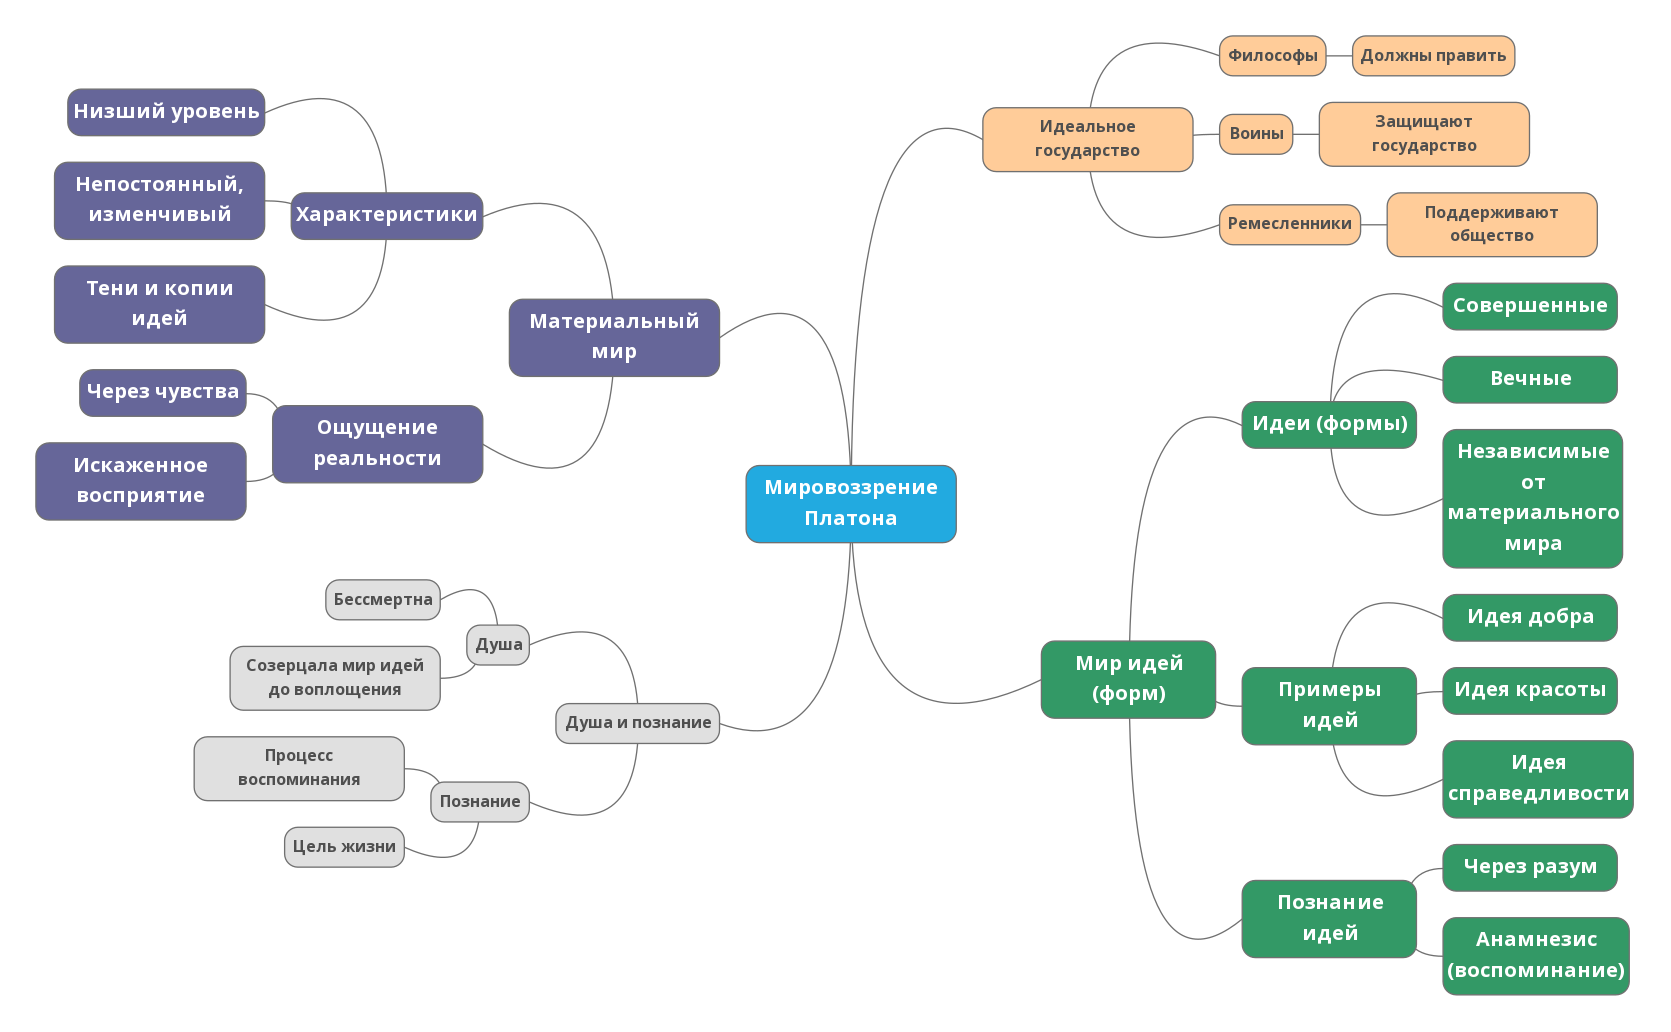 Мировоззрение
Платона
Идеальное
государство
Философы
Должны править
Воины
Защищают
государство
Ремесленники
Поддерживают
общество
Мир идей
(форм)
Идеи (формы)
Совершенные
Вечные
Независимые
от
материального
мира
Примеры
идей
Идея добра
Идея красоты
Идея
справедливости
Познание
идей
Через разум
Анамнезис
(воспоминание)
Материальный
мир
Характеристики
Низший уровень
Непостоянный,
изменчивый
Тени и копии
идей
Ощущение
реальности
Через чувства
Искаженное
восприятие
Душа и познание
Душа
Бессмертна
Созерцала мир идей
до воплощения
Познание
Процесс
воспоминания
Цель жизни